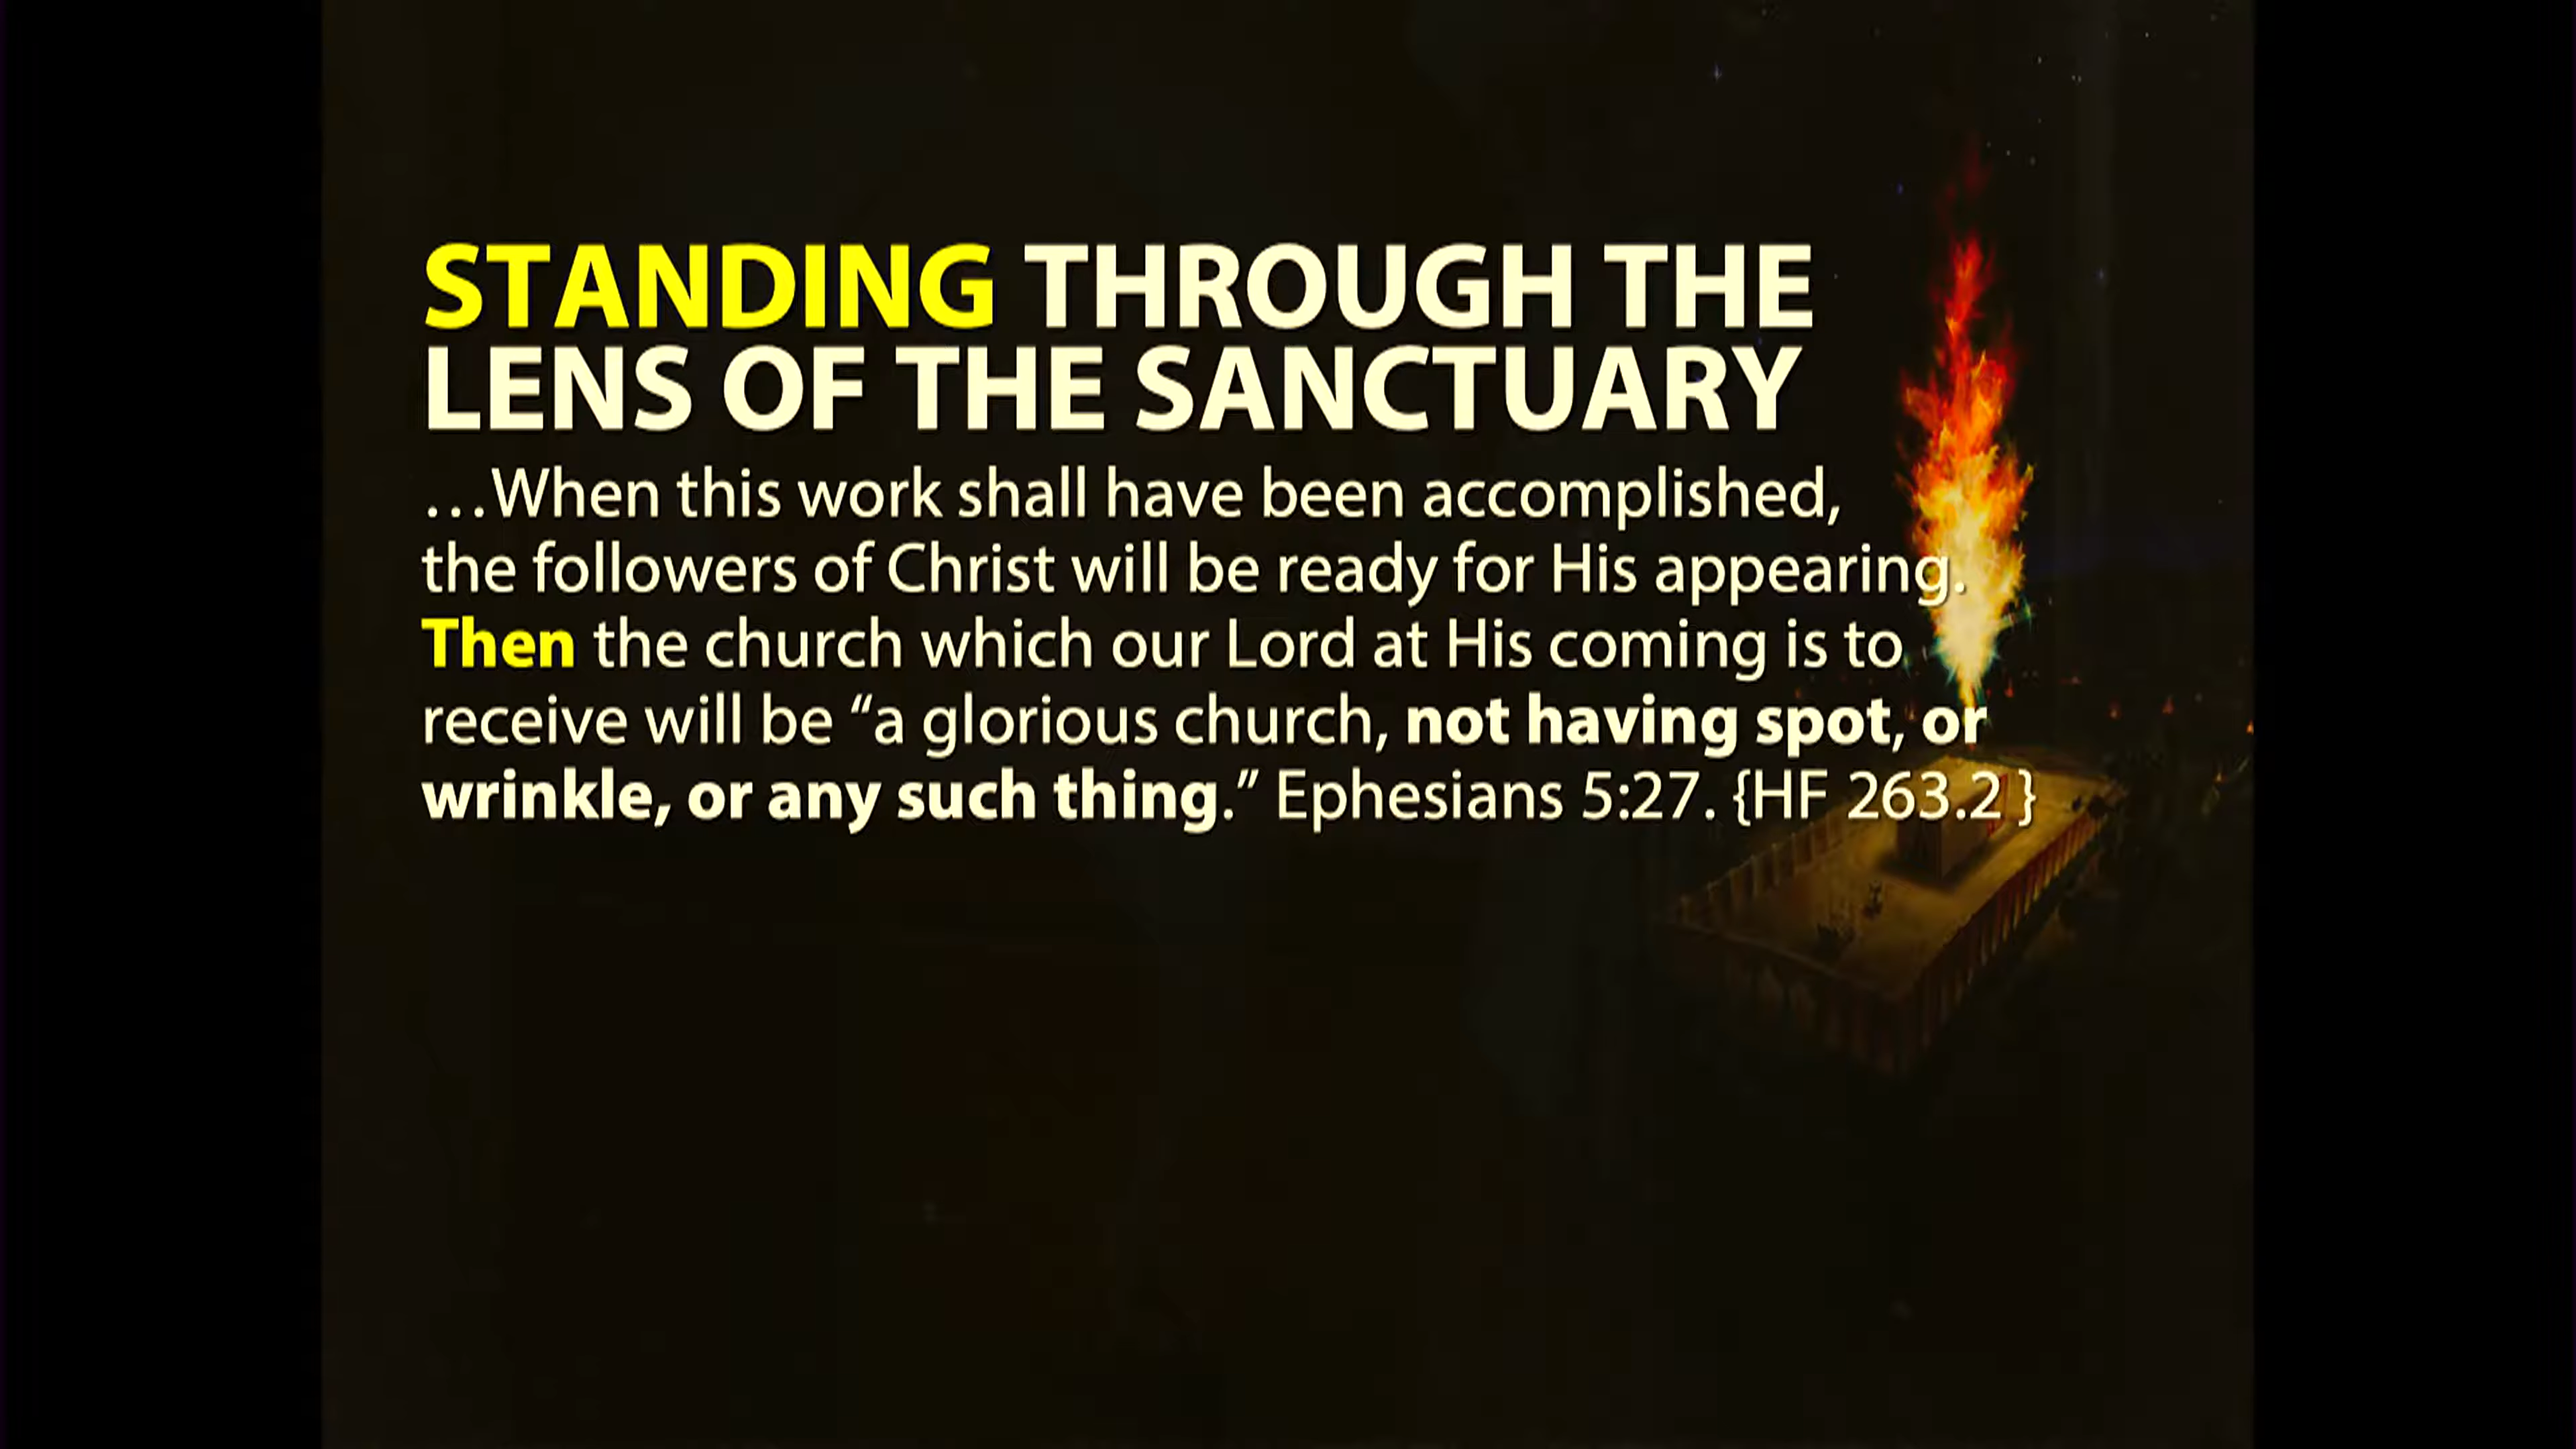 STANDING THROUGH THE
LENS OF THE SANCTUARY
…When this work shall have been accomplished,
the followers of Christ will be ready for His appearing.
Then the church which our Lord at His coming is to
receive will be “a glorious church, not having spot, or
wrinkle, or any such thing.” Ephesians 5:27. {HF 263.2 }